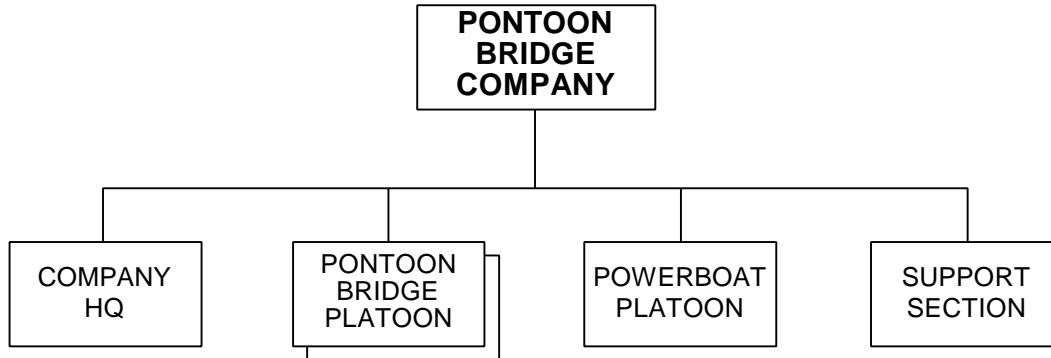 PONTOON
BRIDGE
COMPANY
COMPANY
HQ
PONTOON
BRIDGE
PLATOON
POWERBOAT
PLATOON
SUPPORT
SECTION